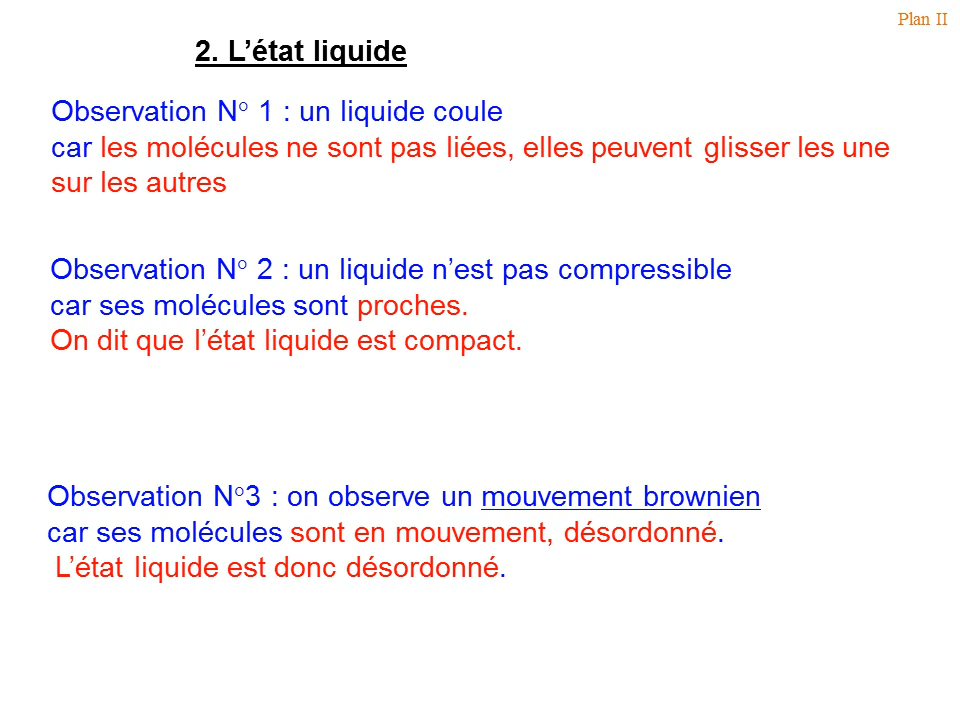 Plan II
2. L’état liquide
Observation N° 1 : un liquide coule
car les molécules ne sont pas liées, elles peuvent glisser les une
sur les autres
Observation N° 2 : un liquide n’est pas compressible
car ses molécules sont proches.
On dit que l’état liquide est compact.
Observation N°3 : on observe un mouvement brownien
car ses molécules sont en mouvement, désordonné.
L’état liquide est donc désordonné.